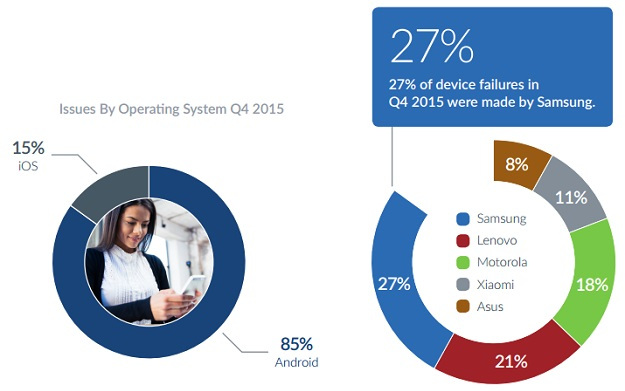 27%
27% of device failures in
Q4 2015 were made by Samsung.
Issues By Operating System Q4 2015
15%
iOS
85%
Android
8%
11%
18%
21%
27%
Samsung
Lenovo
Motorola
Xiaomi
Asus